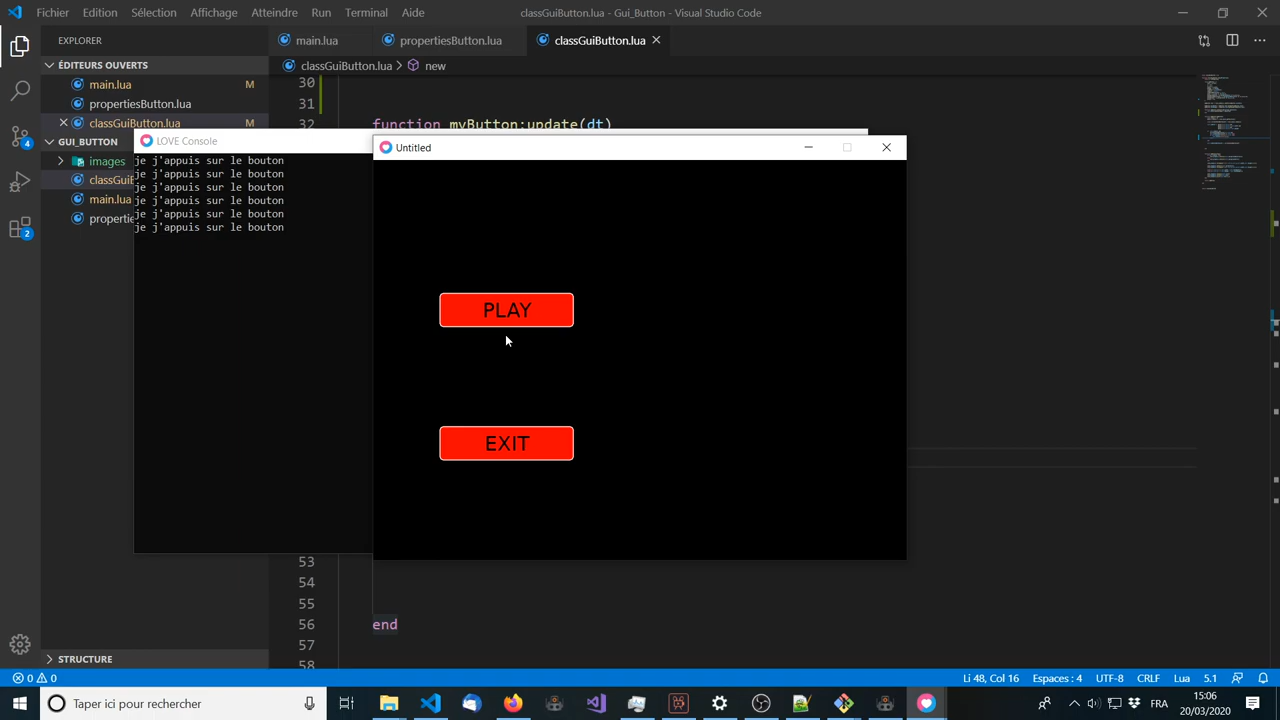 Fichier Edition Sélection Affichage Atteindre Run Terminal Aide classGuiButton.lua - Gui_Button - Visual Studio Code
EXPLORER
main.lua propertiesButton.lua classGuiButton.lua
ÉDITEURS OUVERTS
classGuiButton.lua > new
main.lua M
propertiesButton.lua
classGuiButton.lua M
GUI_BUTTON
images
classGui
main.lua
properti
30
31
32 function myButton:update(dt)
LOVE Console
je j'appuis sur le bouton
je j'appuis sur le bouton
je j'appuis sur le bouton
je j'appuis sur le bouton
je j'appuis sur le bouton
je j'appuis sur le bouton
Untitled
PLAY
EXIT
53
54
55
56 end
57
58
STRUCTURE
4
2
0 0 Li 48, Col 16 Espaces : 4 UTF-8 CRLF Lua 5.1
Taper ici pour rechercher
FRA
15:06
20/03/2020